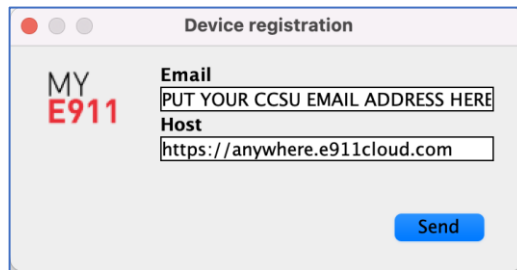 Device registration
MY
E911
Email
PUT YOUR CCSU EMAIL ADDRESS HERE
Host
https://anywhere.e911cloud.com
Send